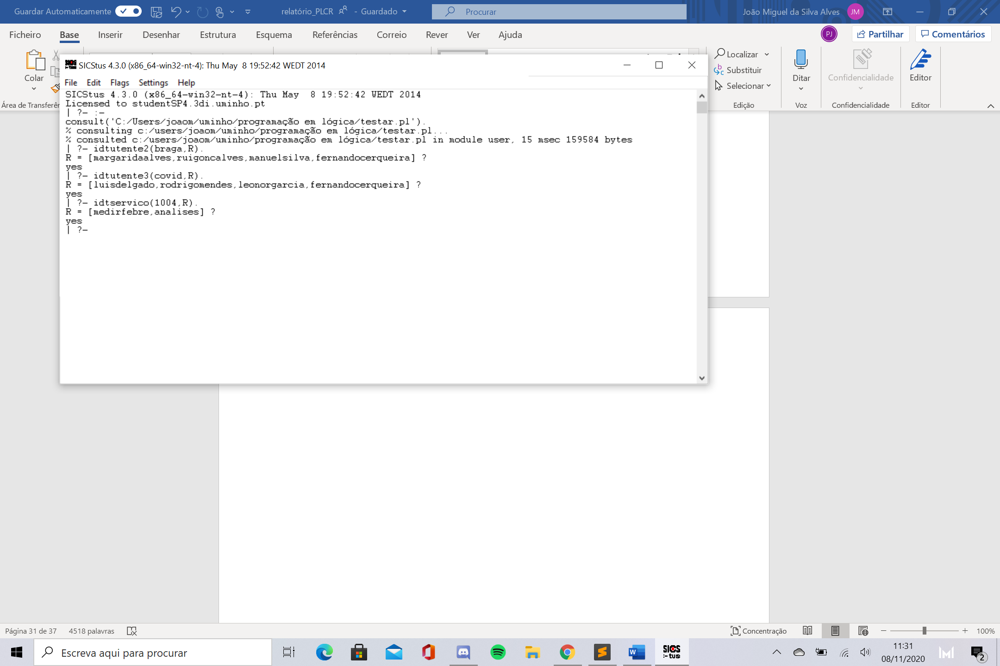 Guardar Automaticamente
relatório_PLCR - Guardado
Procurar
João Miguel da Silva Alves JM
Ficheiro Base Inserir Desenhar Estrutura Esquema Referências Correio Rever Ver Ajuda
PJ Partilhar Comentários
Colar
Área de Transferên
Localizar
Substituir
Selecionar
Edição
Ditar
Voz
Confidencialidade
Confidencialidade
Editor
Editor
SICStus 4.3.0 (x86_64-win32-nt-4): Thu May  8 19:52:42 WEDT 2014
File Edit Flags Settings Help
SICStus 4.3.0 (x86_64-win32-nt-4): Thu May  8 19:52:42 WEDT 2014
Licensed to studentSP4.3di.uminho.pt
| ?- :-
consult('C:/Users/joaom/uminho/programação em lógica/testar.pl').
% consulting c:/users/joaom/uminho/programação em lógica/testar.pl...
% consulted c:/users/joaom/uminho/programação em lógica/testar.pl in module user, 15 msec 159584 bytes
| ?- idtutente2(braga,R).
R = [margaridaalves,ruigoncalves,manuelsilva,fernandocerqueira] ?
yes
| ?- idtutente3(covid,R).
R = [luisdelgado,rodrigomendes,leonorgarcia,fernandocerqueira] ?
yes
| ?- idtservico(1004,R).
R = [medirfebre,analises] ?
yes
| ?-
Página 31 de 37 4518 palavras
Concentração
100%
Escreva aqui para procurar
SICS
:- tus
11:31
08/11/2020
2